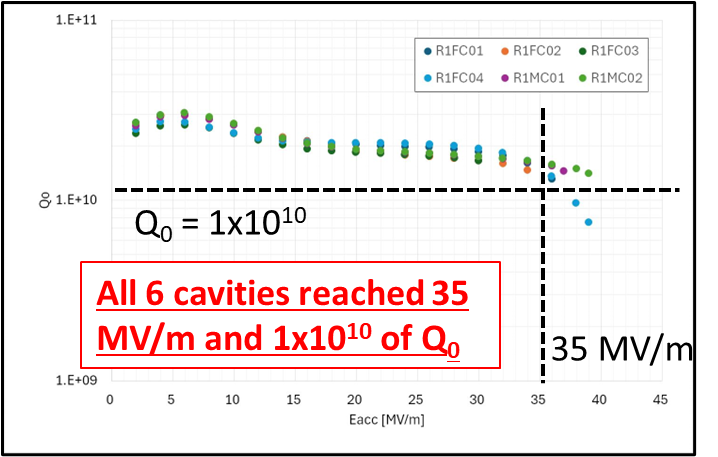 1.E+11
R1FC01 R1FC02 R1FC03
R1FC04 R1MC01 R1MC02
Qo
1.E+10
Q₀ = 1x10¹⁰
All 6 cavities reached 35
MV/m and 1x10¹⁰ of Q₀
35 MV/m
1.E+09
0 5 10 15 20 25 30 35 40 45
Eacc [MV/m]